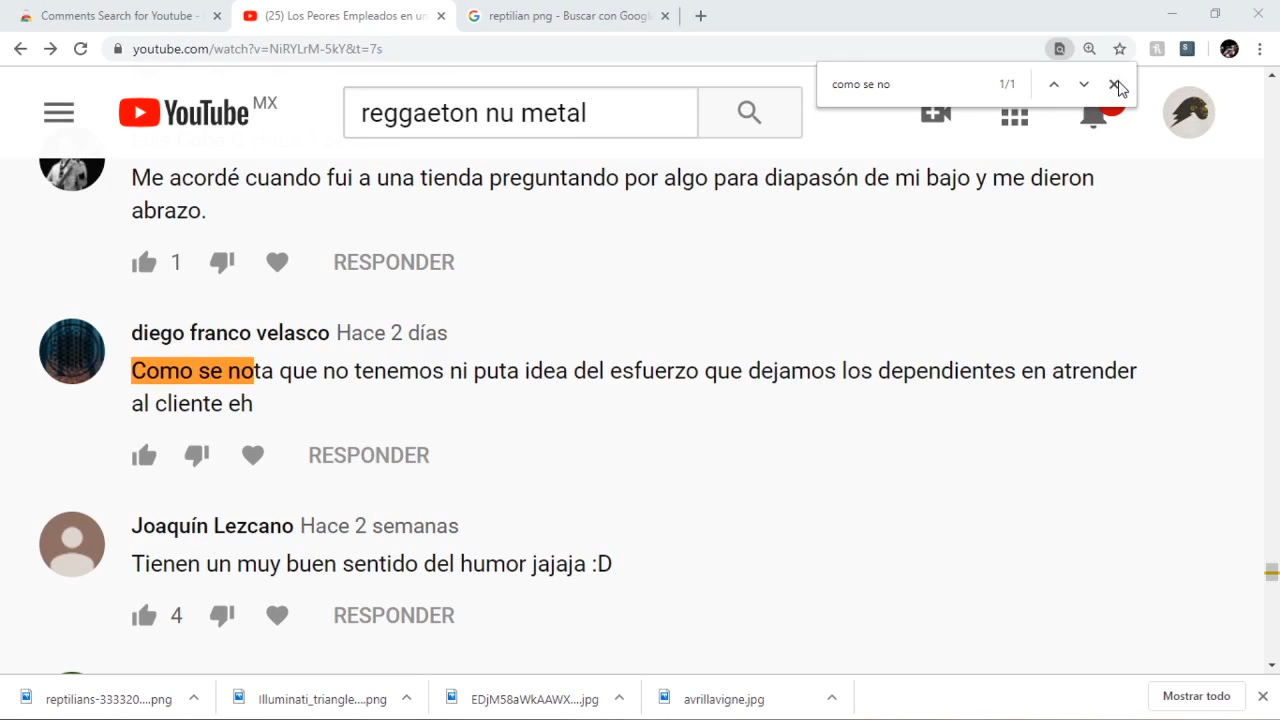 Comments Search for Youtube -
(25) Los Peores Empleados en un
reptilian png - Buscar con Google
youtube.com/watch?v=NiRYLrM-5kY&t=7s
como se no
1/1
YouTube MX
reggaeton nu metal
Me acordé cuando fui a una tienda preguntando por algo para diapasón de mi bajo y me dieron
abrazo.
1 RESPONDER
diego franco velasco Hace 2 días
Como se nota que no tenemos ni puta idea del esfuerzo que dejamos los dependientes en atrender
al cliente eh
RESPONDER
Joaquín Lezcano Hace 2 semanas
Tienen un muy buen sentido del humor jajaja :D
4 RESPONDER
reptilians-333320....png
Illuminati_triangle....png
EDjM58aWkAAWX....jpg
avrillavigne.jpg
Mostrar todo